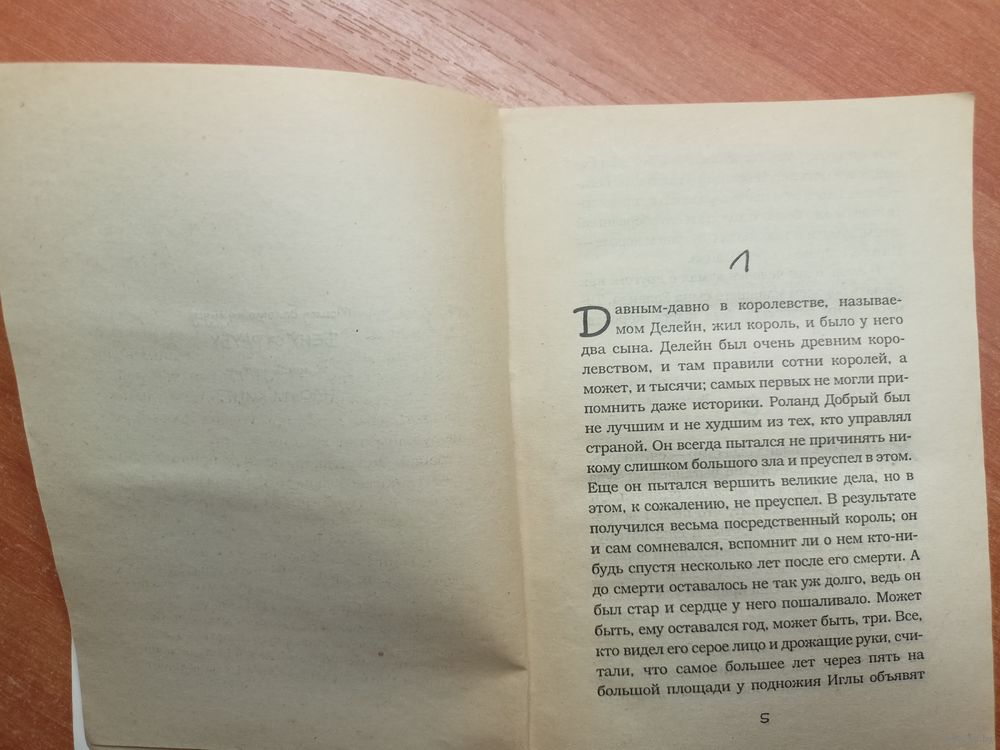 1
Давным-давно в королевстве, называе-
мом Делейн, жил король, и было у него
два сына. Делейн был очень древним коро-
левством, и там правили сотни королей, а
может, и тысячи; самых первых не могли при-
помнить даже историки. Роланд Добрый был
не лучшим и не худшим из тех, кто управлял
страной. Он всегда пытался не причинять ни-
кому слишком большого зла и преуспел в этом.
Еще он пытался вершить великие дела, но в
этом, к сожалению, не преуспел. В результате
получился весьма посредственный король; он
и сам сомневался, вспомнит ли о нем кто-ни-
будь спустя несколько лет после его смерти. А
до смерти оставалось не так уж долго, ведь он
был стар и сердце у него пошаливало. Может
быть, ему оставался год, может быть, три. Все,
кто видел его серое лицо и дрожащие руки, счи-
тали, что самое большее лет через пять на
большой площади у подножия Иглы объявят
5